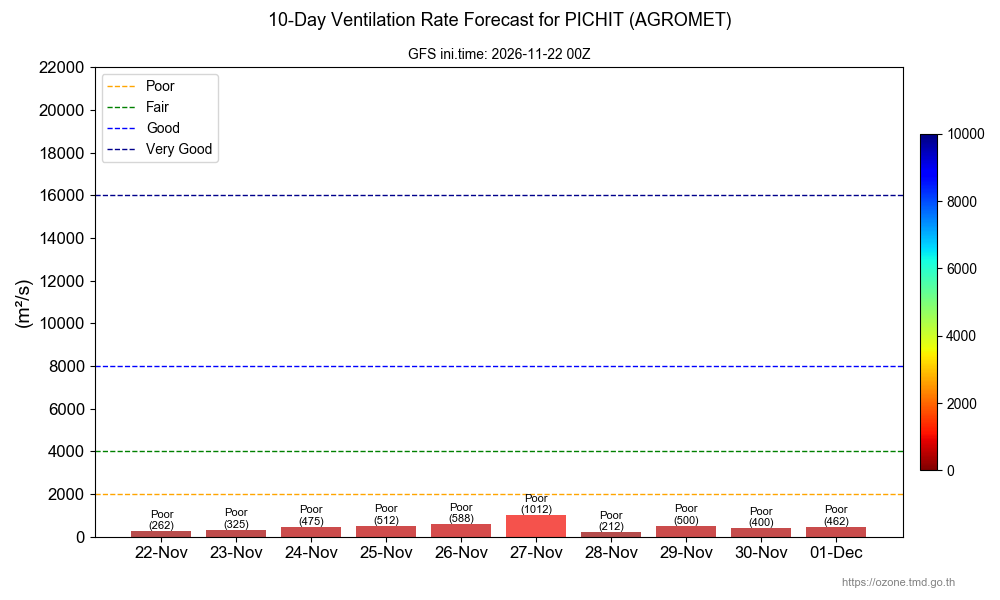 10-Day Ventilation Rate Forecast for PICHIT (AGROMET)
GFS ini.time: 2026-11-22 00Z
(m²/s)
22000
20000
18000
16000
14000
12000
10000
8000
6000
4000
2000
0
Poor
Fair
Good
Very Good
Poor
(262)
Poor
(325)
Poor
(475)
Poor
(512)
Poor
(588)
Poor
(1012)
Poor
(212)
Poor
(500)
Poor
(400)
Poor
(462)
22-Nov
23-Nov
24-Nov
25-Nov
26-Nov
27-Nov
28-Nov
29-Nov
30-Nov
01-Dec
10000
8000
6000
4000
2000
0
https://ozone.tmd.go.th